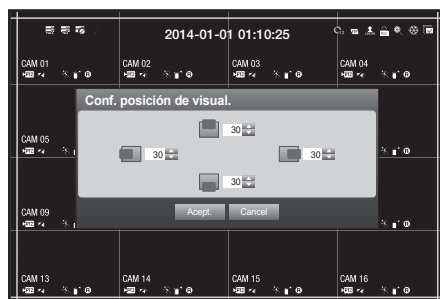 2014-01-01 01:10:25
CAM 01 CAM 02 CAM 03 CAM 04
Conf. posición de visual.
30
CAM 05
30 30
30
CAM 09
Acept. Cancel
CAM 13 CAM 14 CAM 15 CAM 16